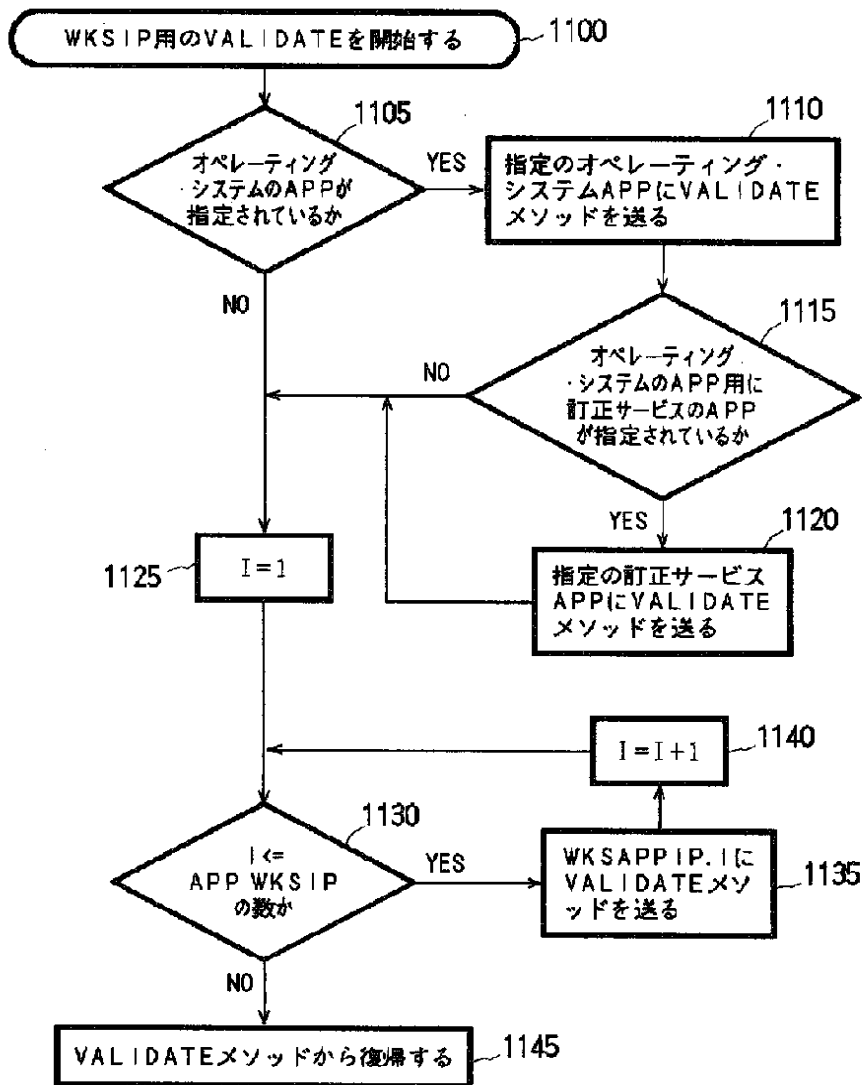 WKSIP用のVALIDATEを開始する
1100
1105
オペレーティング
・システムのAPPが
指定されているか
YES
1110
指定のオペレーティング・
システムAPPにVALIDATE
メソッドを送る
NO
1115
オペレーティング
・システムのAPP用に
訂正サービスのAPP
が指定されているか
NO
YES
1120
指定の訂正サービス
APPにVALIDATE
メソッドを送る
1125
I=1
1140
I=I+1
1130
I<=
APP WKSIP
の数か
YES
WKSAPPIP.Iに
VALIDATEメソ
ッドを送る
1135
NO
VALIDATEメソッドから復帰する
1145